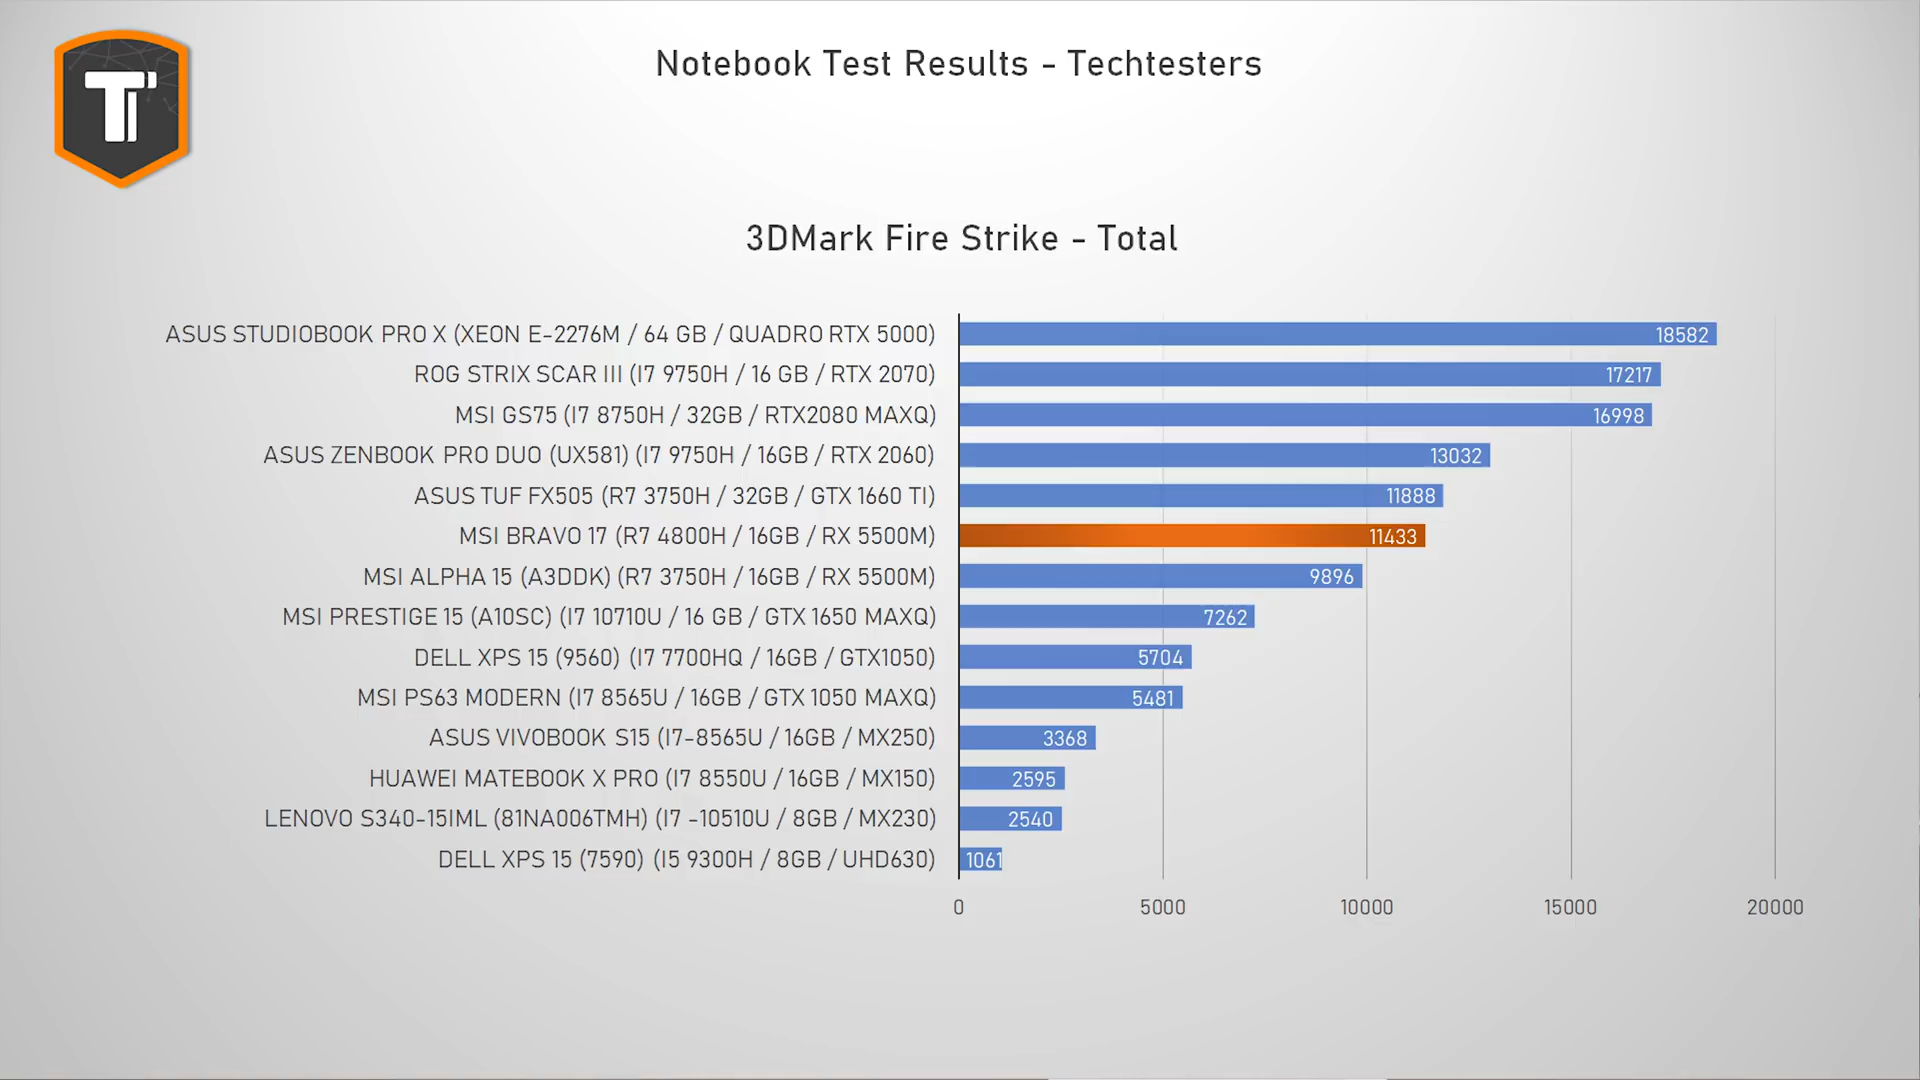 T
Notebook Test Results - Techtesters
3DMark Fire Strike - Total
ASUS STUDIOBOOK PRO X (XEON E-2276M / 64 GB / QUADRO RTX 5000) 18582
ROG STRIX SCAR III (I7 9750H / 16 GB / RTX 2070) 17217
MSI GS75 (I7 8750H / 32GB / RTX2080 MAXQ) 16998
ASUS ZENBOOK PRO DUO (UX581) (I7 9750H / 16GB / RTX 2060) 13032
ASUS TUF FX505 (R7 3750H / 32GB / GTX 1660 TI) 11888
MSI BRAVO 17 (R7 4800H / 16GB / RX 5500M) 11433
MSI ALPHA 15 (A3DDK) (R7 3750H / 16GB / RX 5500M) 9896
MSI PRESTIGE 15 (A10SC) (I7 10710U / 16 GB / GTX 1650 MAXQ) 7262
DELL XPS 15 (9560) (I7 7700HQ / 16GB / GTX1050) 5704
MSI PS63 MODERN (I7 8565U / 16GB / GTX 1050 MAXQ) 5481
ASUS VIVOBOOK S15 (I7-8565U / 16GB / MX250) 3368
HUAWEI MATEBOOK X PRO (I7 8550U / 16GB / MX150) 2595
LENOVO S340-15IML (81NA006TMH) (I7 -10510U / 8GB / MX230) 2540
DELL XPS 15 (7590) (I5 9300H / 8GB / UHD630) 1061
0 5000 10000 15000 20000